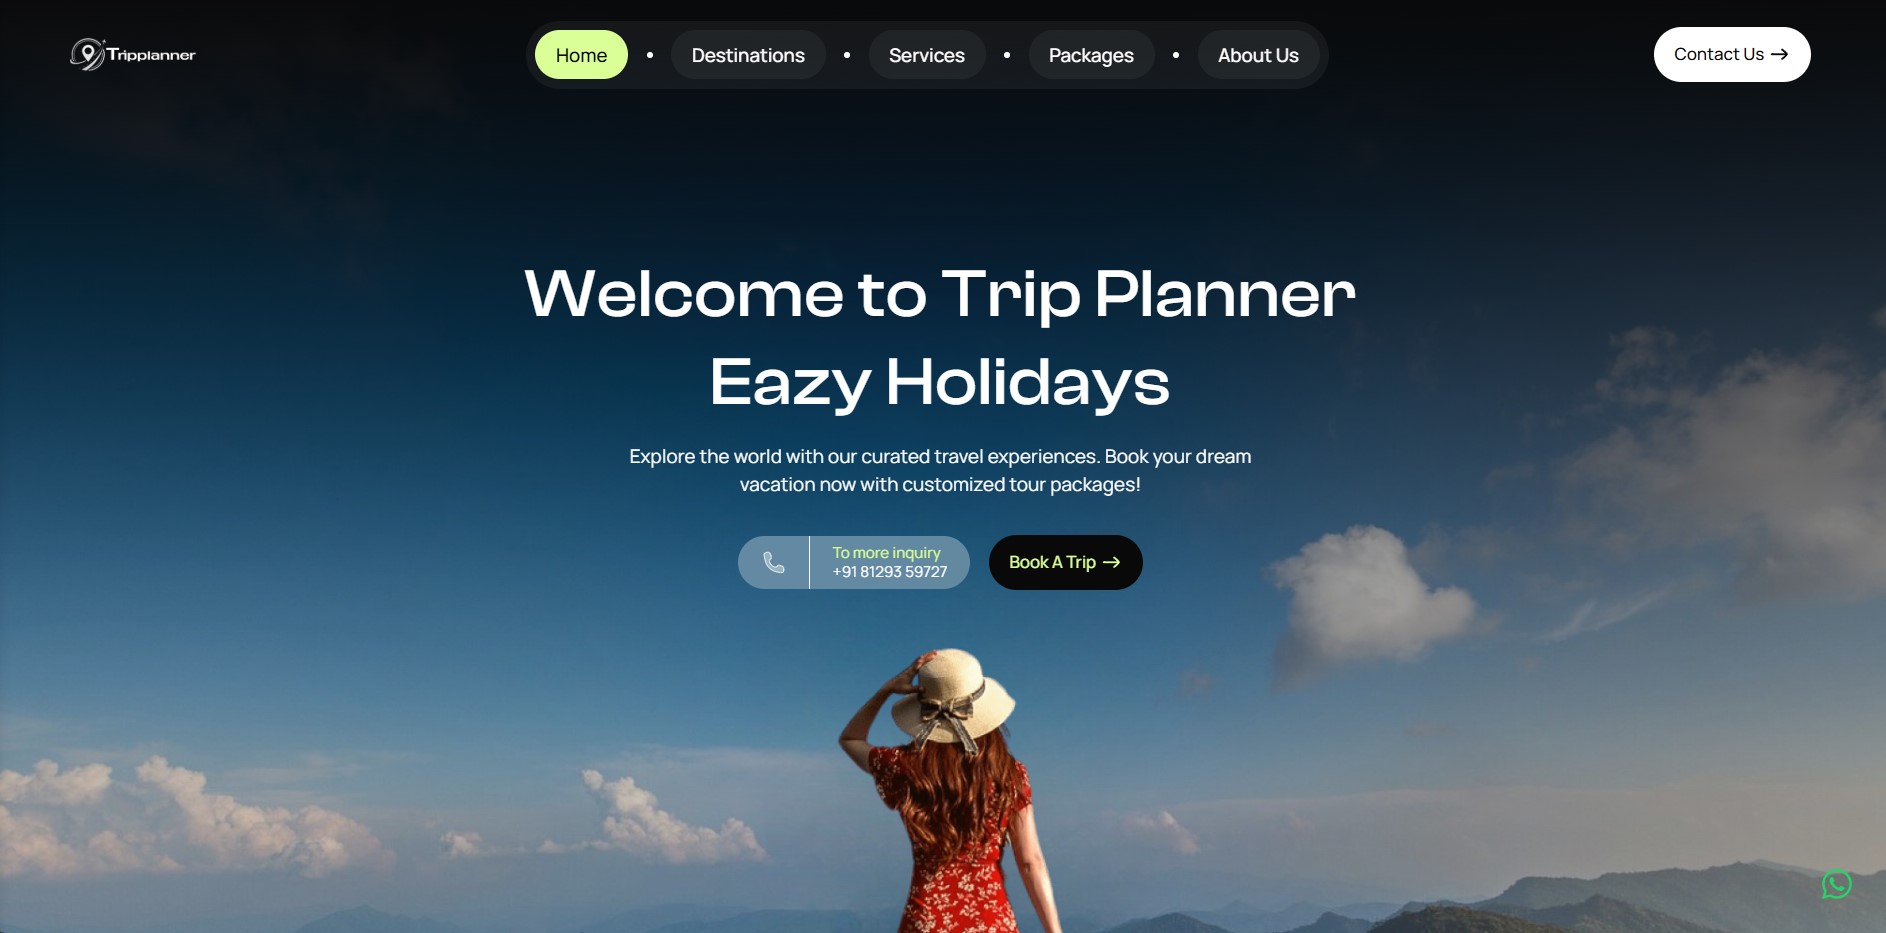 Tripplanner
Home
Destinations
Services
Packages
About Us
Contact Us
Welcome to Trip Planner
Eazy Holidays
Explore the world with our curated travel experiences. Book your dream
vacation now with customized tour packages!
To more inquiry
+91 81293 59727
Book A Trip